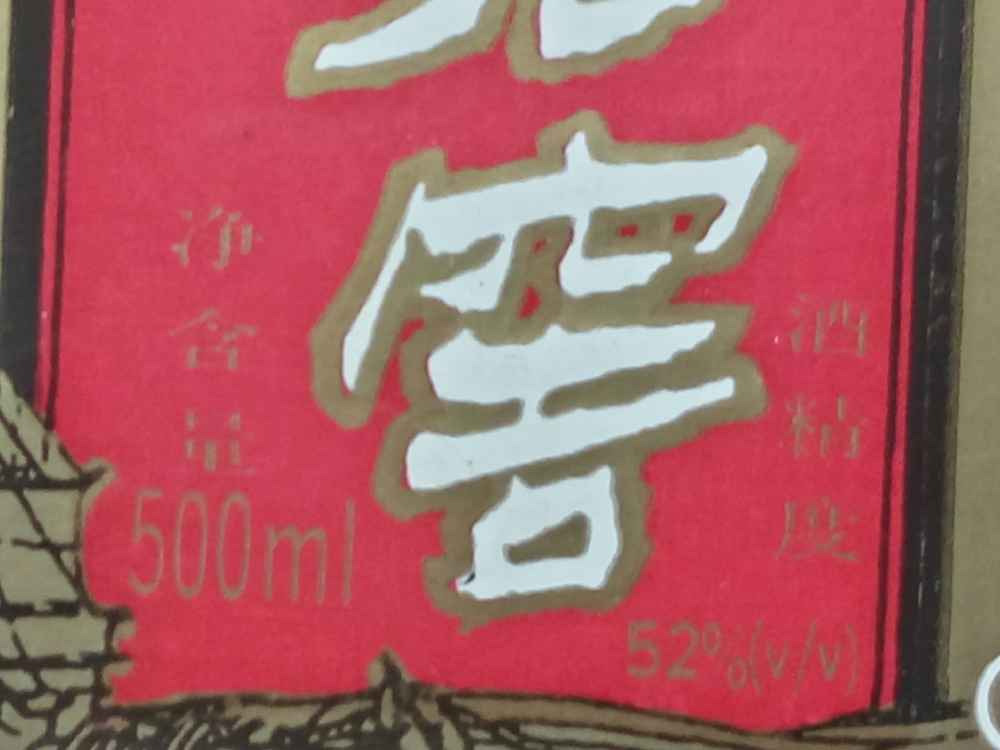 窖
净含量
500ml
酒精度
52%(v/v)